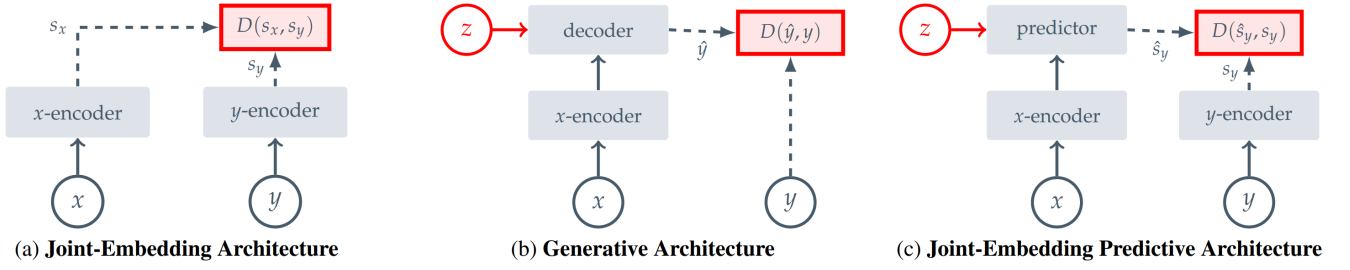 s_x
D(s_x, s_y)
s_y
x-encoder
y-encoder
x
y
(a) Joint-Embedding Architecture
z
decoder
ŷ
D(ŷ, y)
x-encoder
x
y
(b) Generative Architecture
z
predictor
ŝ_y
D(ŝ_y, s_y)
s_y
x-encoder
y-encoder
x
y
(c) Joint-Embedding Predictive Architecture